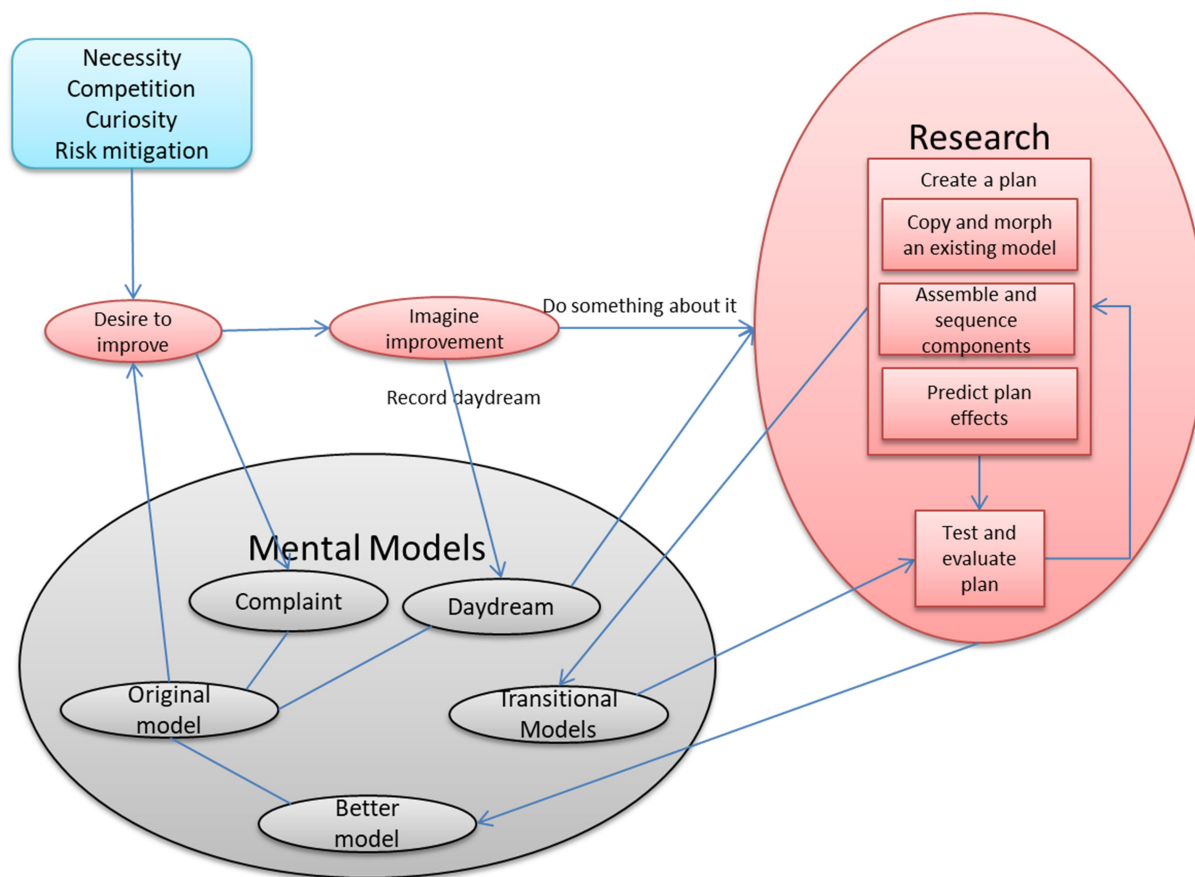 Necessity
Competition
Curiosity
Risk mitigation
Research
Create a plan
Copy and morph
an existing model
Assemble and
sequence
components
Predict plan
effects
Test and
evaluate
plan
Desire to
improve
Imagine
improvement
Do something about it
Record daydream
Mental Models
Complaint
Daydream
Original
model
Transitional
Models
Better
model